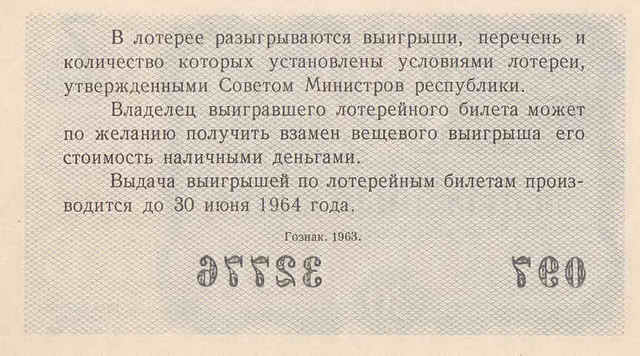 В лотерее разыгрываются выигрыши, перечень и
количество которых установлены условиями лотереи,
утвержденными Советом Министров республики.
Владелец выигравшего лотерейного билета может
по желанию получить взамен вещевого выигрыша его
стоимость наличными деньгами.
Выдача выигрышей по лотерейным билетам произ-
водится до 30 июня 1964 года.
Гознак. 1963.
32776 097